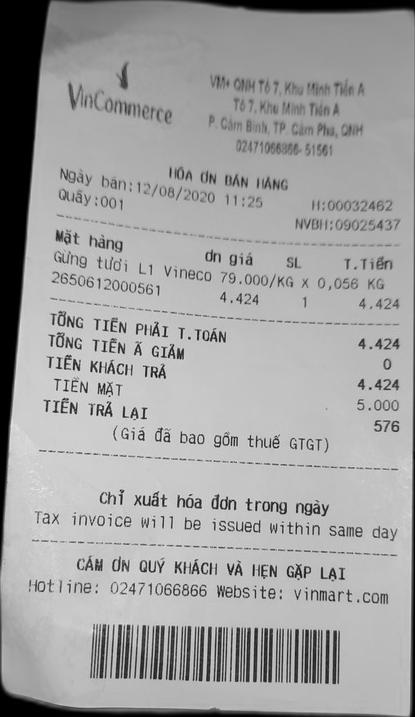 VinCommerce
VM+ QNH Tổ 7, Khu Minh Tiến A
Tổ 7, Khu Minh Tiến A
P. Cẩm Bình, TP. Cẩm Phả, QNH
02471066866- 51561
HÓA ƠN BÁN HÀNG
Ngày bán:12/08/2020 11:25 H:00032462
Quầy:001 NVBH:09025437
Mặt hàng ơn giá SL T.Tiền
Gừng tươi L1 Vineco 79.000/KG X 0,056 KG
2650612000561 4.424 1 4.424
TỔNG TIỀN PHẢI T.TOÁN 4.424
TỔNG TIỀN Ã GIẢM 0
TIỀN KHÁCH TRẢ 4.424
TIỀN MẶT 5.000
TIỀN TRẢ LẠI 576
(Giá đã bao gồm thuế GTGT)
Chỉ xuất hóa đơn trong ngày
Tax invoice will be issued within same day
CẢM ƠN QUÝ KHÁCH VÀ HẸN GẶP LẠI
Hotline: 02471066866 Website: vinmart.com